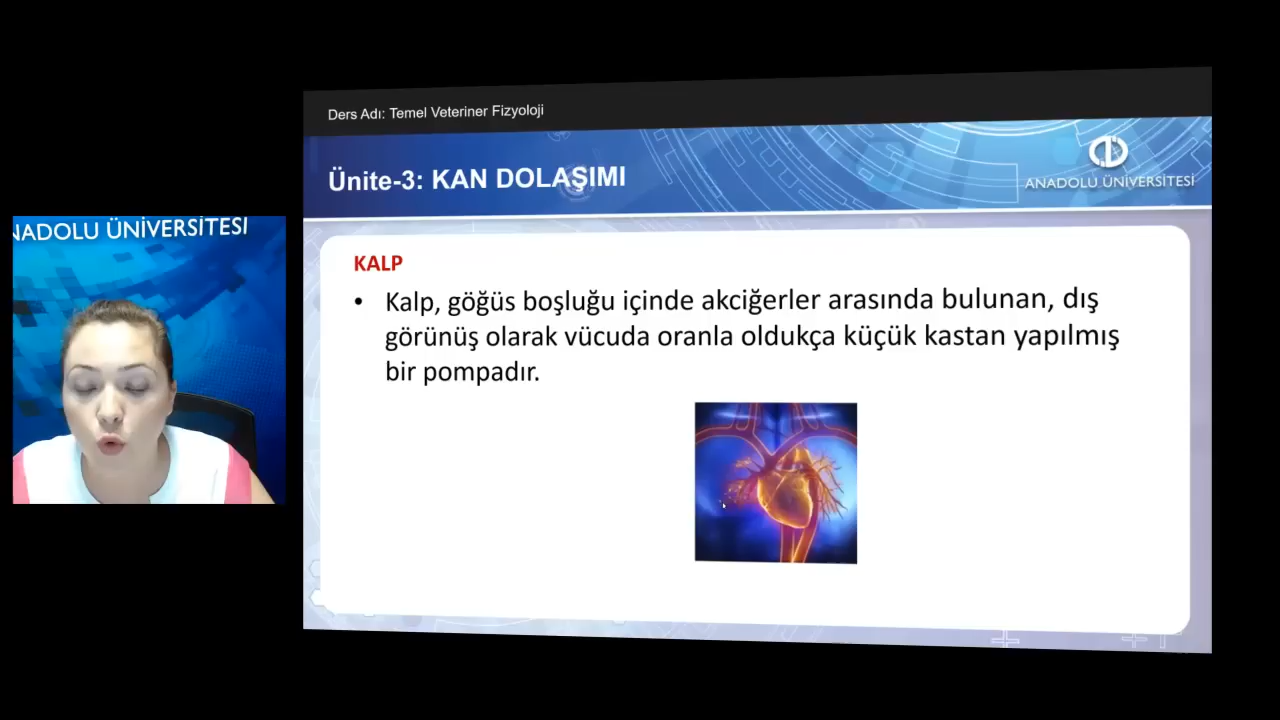 Ders Adı: Temel Veteriner Fizyoloji
Ünite-3: KAN DOLAŞIMI
ANADOLU ÜNİVERSİTESİ
NADOLU ÜNİVERSİTESİ
KALP
• Kalp, göğüs boşluğu içinde akciğerler arasında bulunan, dış
görünüş olarak vücuda oranla oldukça küçük kastan yapılmış
bir pompadır.